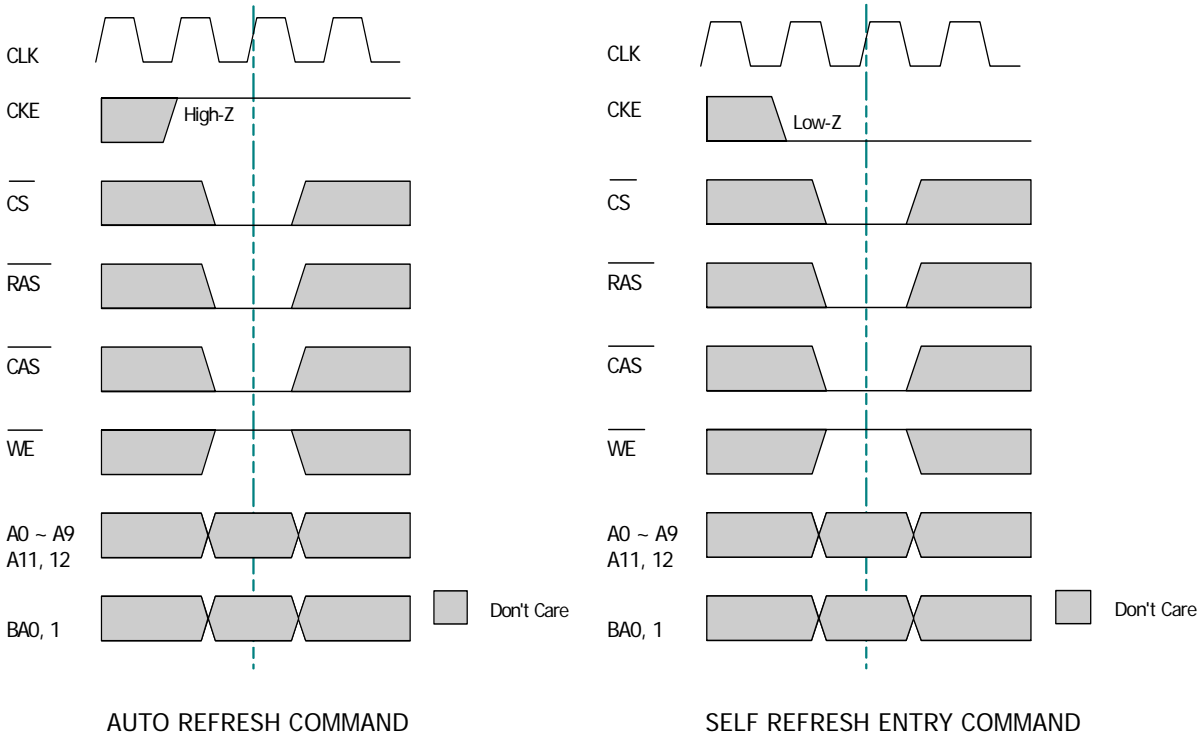 CLK
CKE
High-Z
CS
RAS
CAS
WE
A0 ~ A9
A11, 12
BA0, 1
Don't Care
AUTO REFRESH COMMAND
CLK
CKE
Low-Z
CS
RAS
CAS
WE
A0 ~ A9
A11, 12
BA0, 1
Don't Care
SELF REFRESH ENTRY COMMAND